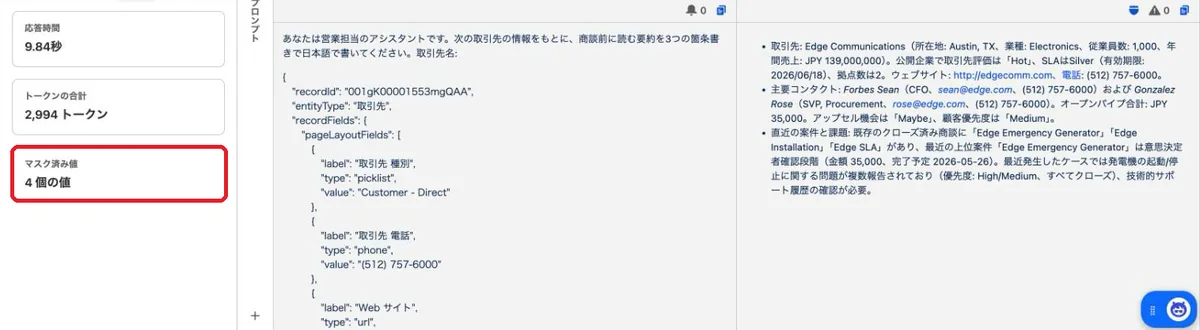 応答時間
9.84秒
トークンの合計
2,994 トークン
マスク済み値
4 個の値
プロンプト
+
0
あなたは営業担当のアシスタントです。次の取引先の情報をもとに、商談前に読む要約を3つの箇条書
きで日本語で書いてください。取引先名:
{
"recordId": "001gK00001553mgQAA",
"entityType": "取引先",
"recordFields": {
"pageLayoutFields": [
{
"label": "取引先 種別",
"type": "picklist",
"value": "Customer - Direct"
},
{
"label": "取引先 電話",
"type": "phone",
"value": "(512) 757-6000"
},
{
"label": "Web サイト",
"type": "url",
0
• 取引先: Edge Communications（所在地: Austin, TX、業種: Electronics、従業員数: 1,000、年
間売上: JPY 139,000,000）。公開企業で取引先評価は「Hot」、SLAはSilver（有効期限:
2026/06/18）、拠点数は2。ウェブサイト: http://edgecomm.com、電話: (512) 757-6000。
• 主要コンタクト: Forbes Sean（CFO、sean@edge.com、(512) 757-6000）および Gonzalez
Rose（SVP, Procurement、rose@edge.com、(512) 757-6000）。オープンパイプ合計: JPY
35,000。アップセル機会は「Maybe」、顧客優先度は「Medium」。
• 直近の案件と課題: 既存のクローズ済み商談に「Edge Emergency Generator」「Edge
Installation」「Edge SLA」があり、最近の上位案件「Edge Emergency Generator」は意思決定
者確認段階（金額 35,000、完了予定 2026-05-26）。最近発生したケースでは発電機の起動/停
止に関する問題が複数報告されており（優先度: High/Medium、すべてクローズ）、技術的サポ
ート履歴の確認が必要。